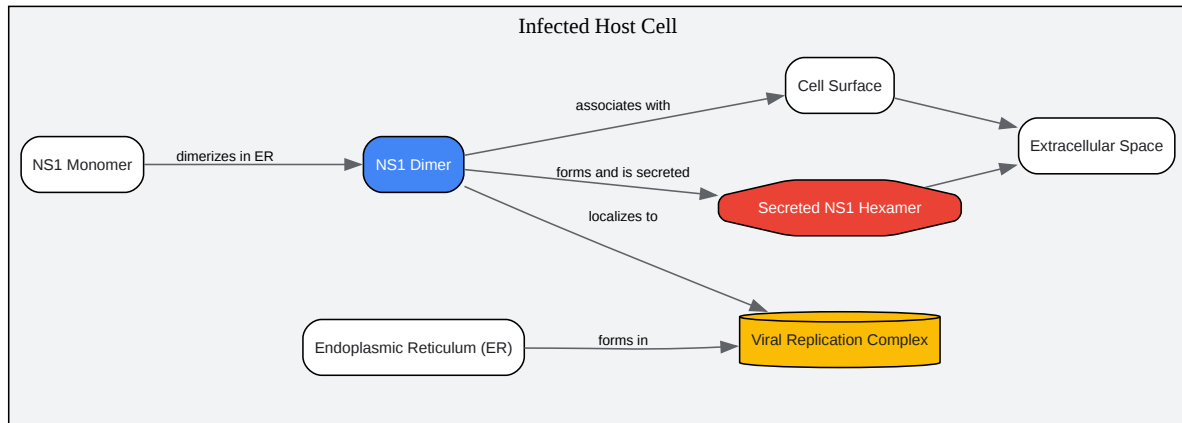 Infected Host Cell
Cell Surface
associates with
Extracellular Space
NS1 Monomer
dimerizes in ER
NS1 Dimer
forms and is secreted
Secreted NS1 Hexamer
localizes to
Endoplasmic Reticulum (ER)
forms in
Viral Replication Complex